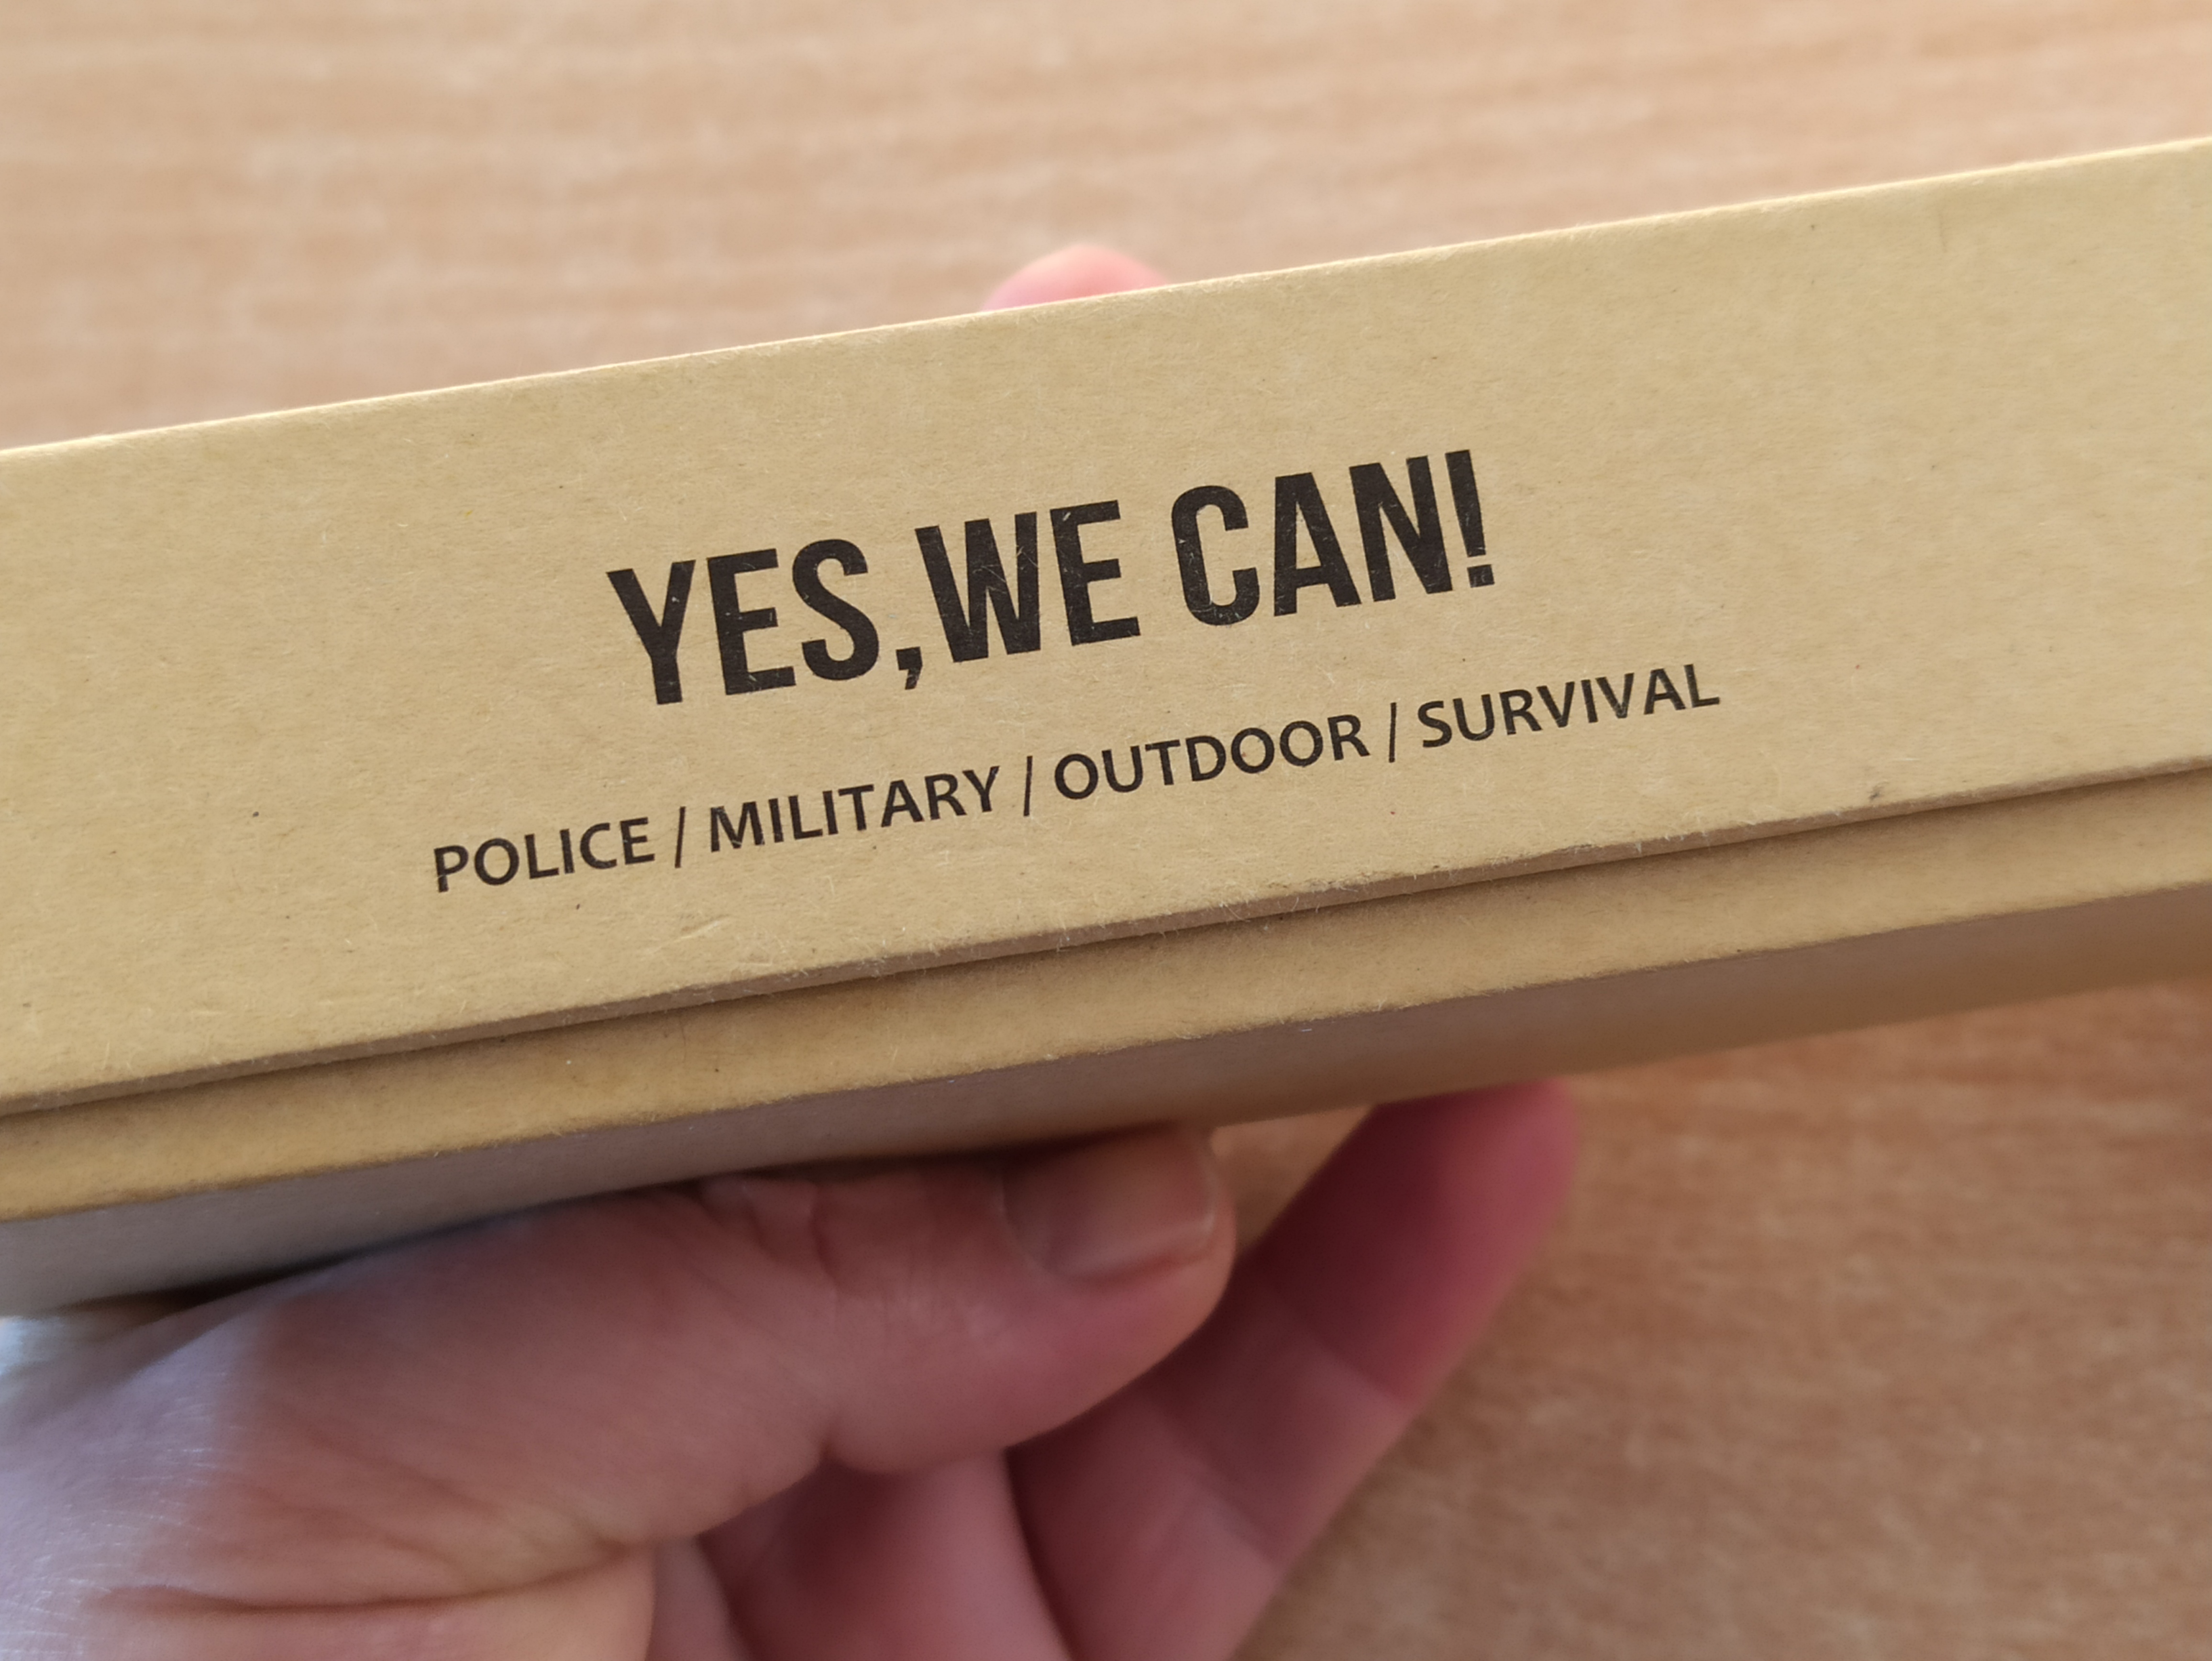 YES,WE CAN!
POLICE / MILITARY / OUTDOOR / SURVIVAL